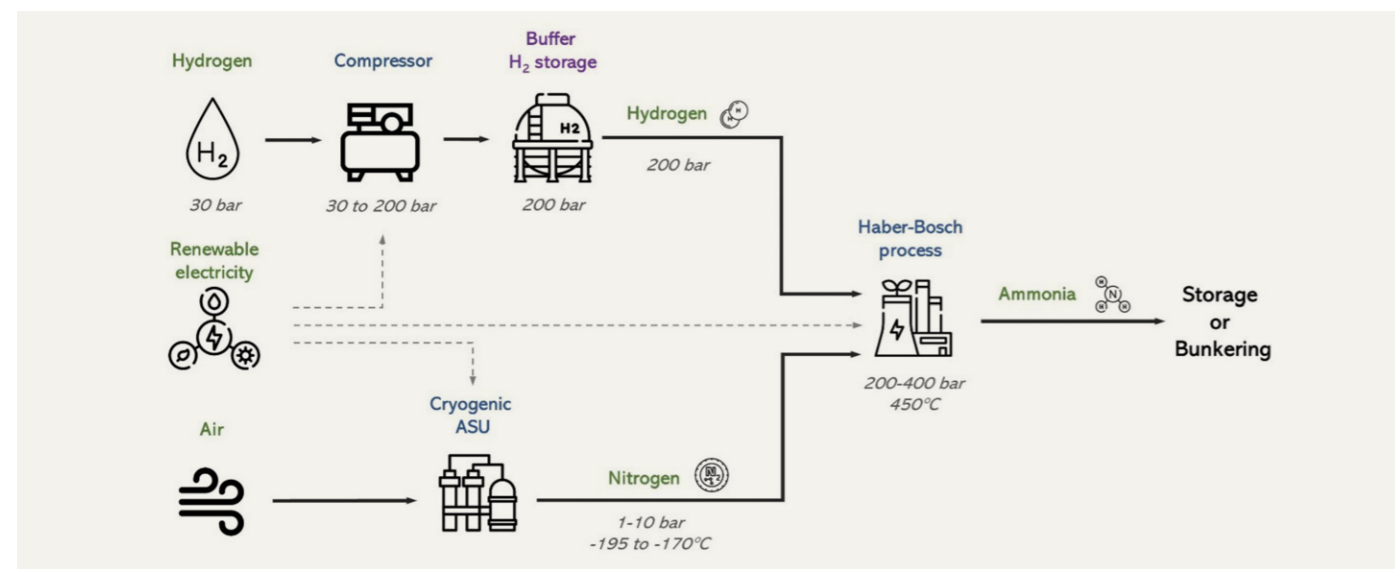 Hydrogen
Compressor
Buffer
H₂ storage
H₂
H2
Hydrogen
H
H
30 bar
30 to 200 bar
200 bar
200 bar
Renewable
electricity
Haber-Bosch
process
200-400 bar
450°C
Ammonia
H
N
H
H
Storage
or
Bunkering
Air
Cryogenic
ASU
Nitrogen
1-10 bar
-195 to -170°C